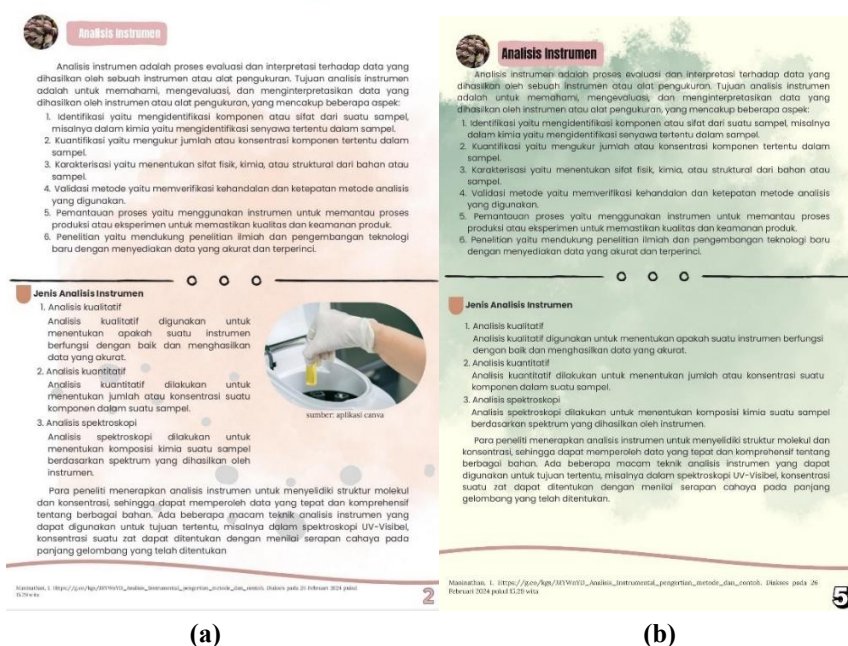 Analisis Instrumen
Analisis instrumen adalah proses evaluasi dan interpretasi terhadap data yang
dihasilkan oleh sebuah instrumen atau alat pengukuran. Tujuan analisis instrumen
adalah untuk memahami, mengevaluasi, dan menginterpretasikan data yang
dihasilkan oleh instrumen atau alat pengukuran, yang mencakup beberapa aspek:
1. Identifikasi yaitu mengidentifikasi komponen atau sifat dari suatu sampel,
misalnya dalam kimia yaitu mengidentifikasi senyawa tertentu dalam sampel.
2. Kuantifikasi yaitu mengukur jumlah atau konsentrasi komponen tertentu dalam
sampel.
3. Karakterisasi yaitu menentukan sifat fisik, kimia, atau struktural dari bahan atau
sampel.
4. Validasi metode yaitu memverifikasi kehandalan dan ketepatan metode analisis
yang digunakan.
5. Pemantauan proses yaitu menggunakan instrumen untuk memantau proses
produksi atau eksperimen untuk memastikan kualitas dan keamanan produk.
6. Penelitian yaitu mendukung penelitian ilmiah dan pengembangan teknologi
baru dengan menyediakan data yang akurat dan terperinci.
Jenis Analisis Instrumen
1. Analisis kualitatif
Analisis kualitatif digunakan untuk
menentukan apakah suatu instrumen
berfungsi dengan baik dan menghasilkan
data yang akurat.
2. Analisis kuantitatif
Analisis kuantitatif dilakukan untuk
menentukan jumlah atau konsentrasi suatu
komponen dalam suatu sampel.
3. Analisis spektroskopi
Analisis spektroskopi dilakukan untuk
menentukan komposisi kimia suatu sampel
berdasarkan spektrum yang dihasilkan oleh
instrumen.
sumber: aplikasi canva
Para peneliti menerapkan analisis instrumen untuk menyelidiki struktur molekul
dan konsentrasi, sehingga dapat memperoleh data yang tepat dan komprehensif
tentang berbagai bahan. Ada beberapa macam teknik analisis instrumen yang
dapat digunakan untuk tujuan tertentu, misalnya dalam spektroskopi UV-Visibel,
konsentrasi suatu zat dapat ditentukan dengan menilai serapan cahaya pada
panjang gelombang yang telah ditentukan
Maninathan, I. Analisis_Instrumental_pengertian_metode_dan_contoh. Diakses pada 26 Februari 2024 pukul
15.29 wita
2
(a)
Analisis Instrumen
Analisis instrumen adalah proses evaluasi dan interpretasi terhadap data yang
dihasilkan oleh sebuah instrumen atau alat pengukuran. Tujuan analisis instrumen
adalah untuk memahami, mengevaluasi, dan menginterpretasikan data yang
dihasilkan oleh instrumen atau alat pengukuran, yang mencakup beberapa aspek:
1. Identifikasi yaitu mengidentifikasi komponen atau sifat dari suatu sampel, misalnya
dalam kimia yaitu mengidentifikasi senyawa tertentu dalam sampel.
2. Kuantifikasi yaitu mengukur jumlah atau konsentrasi komponen tertentu dalam
sampel.
3. Karakterisasi yaitu menentukan sifat fisik, kimia, atau struktural dari bahan atau
sampel.
4. Validasi metode yaitu memverifikasi kehandalan dan ketepatan metode analisis
yang digunakan.
5. Pemantauan proses yaitu menggunakan instrumen untuk memantau proses
produksi atau eksperimen untuk memastikan kualitas dan keamanan produk.
6. Penelitian yaitu mendukung penelitian ilmiah dan pengembangan teknologi baru
dengan menyediakan data yang akurat dan terperinci.
Jenis Analisis Instrumen
1. Analisis kualitatif
Analisis kualitatif digunakan untuk menentukan apakah suatu instrumen berfungsi
dengan baik dan menghasilkan data yang akurat.
2. Analisis kuantitatif
Analisis kuantitatif dilakukan untuk menentukan jumlah atau konsentrasi suatu
komponen dalam suatu sampel.
3. Analisis spektroskopi
Analisis spektroskopi dilakukan untuk menentukan komposisi kimia suatu sampel
berdasarkan spektrum yang dihasilkan oleh instrumen.
Para peneliti menerapkan analisis instrumen untuk menyelidiki struktur molekul dan
konsentrasi, sehingga dapat memperoleh data yang tepat dan komprehensif tentang
berbagai bahan. Ada beberapa macam teknik analisis instrumen yang dapat
digunakan untuk tujuan tertentu, misalnya dalam spektroskopi UV-Visibel, konsentrasi
suatu zat dapat ditentukan dengan menilai serapan cahaya pada panjang
gelombang yang telah ditentukan.
Maninathan, I. Analisis_Instrumental_pengertian_metode_dan_contoh. Diakses pada 26
Februari 2024 pukul 15.29 wita
5
(b)